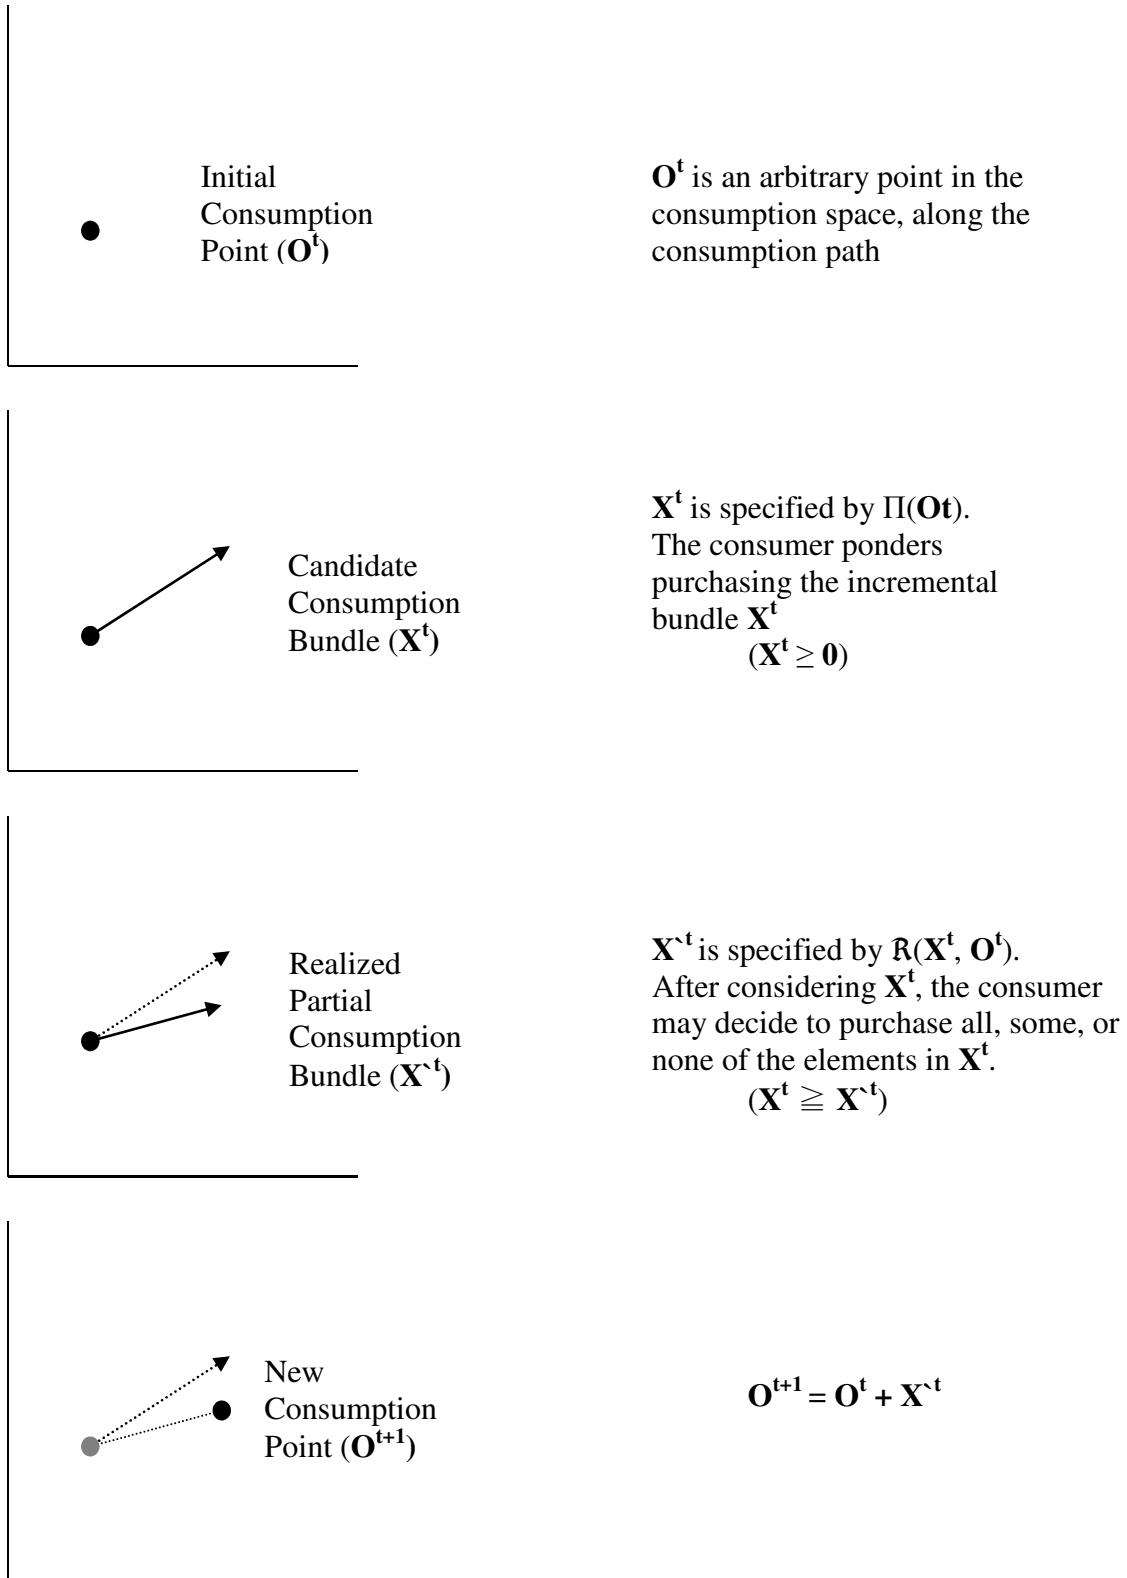 Initial
Consumption
Point (Oᵗ)
Oᵗ is an arbitrary point in the
consumption space, along the
consumption path
Candidate
Consumption
Bundle (Xᵗ)
Xᵗ is specified by Π(Ot).
The consumer ponders
purchasing the incremental
bundle Xᵗ
(Xᵗ ≥ 0)
Realized
Partial
Consumption
Bundle (X`ᵗ)
X`ᵗ is specified by ℜ(Xᵗ, Oᵗ).
After considering Xᵗ, the consumer
may decide to purchase all, some, or
none of the elements in Xᵗ.
(Xᵗ ≧ X`ᵗ)
New
Consumption
Point (Oᵗ⁺¹)
Oᵗ⁺¹ = Oᵗ + X`ᵗ